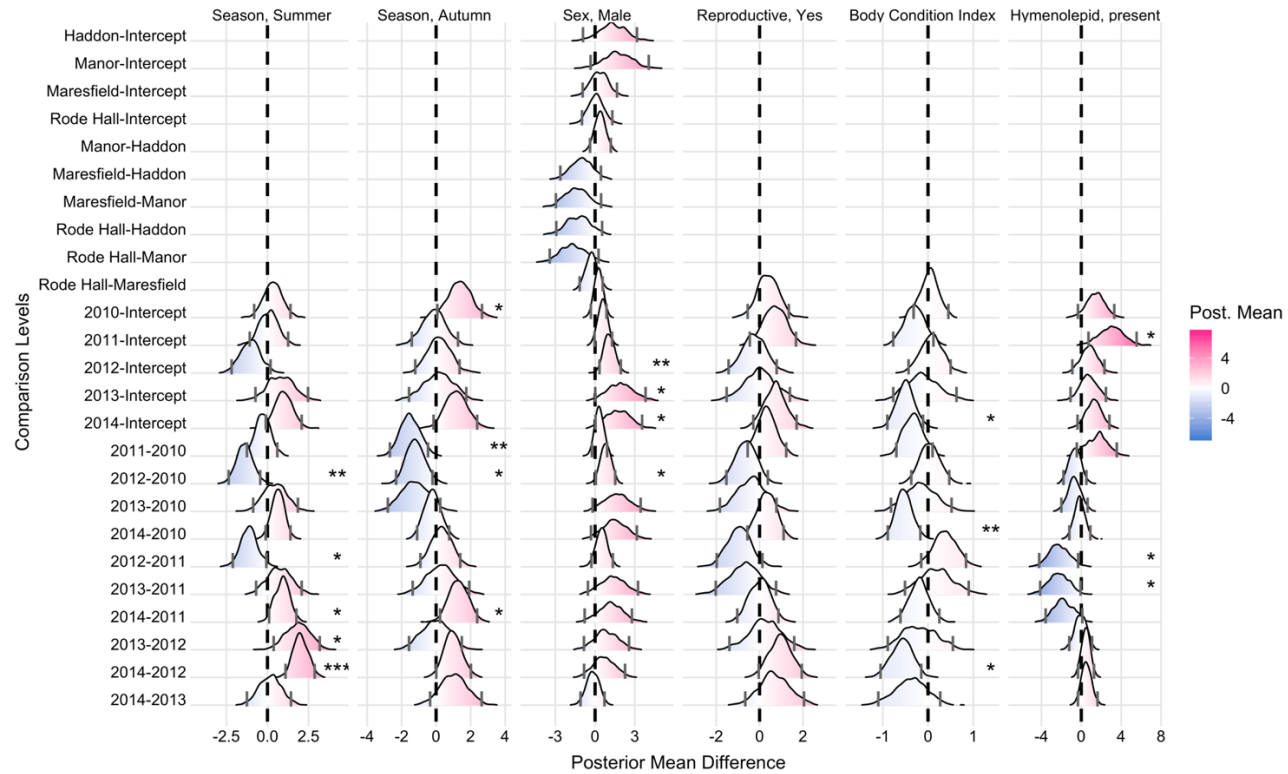 Season, Summer Season, Autumn Sex, Male Reproductive, Yes Body Condition Index Hymenolepid, present
Haddon-Intercept
Manor-Intercept
Maresfield-Intercept
Rode Hall-Intercept
Manor-Haddon
Maresfield-Haddon
Maresfield-Manor
Rode Hall-Haddon
Rode Hall-Manor
Rode Hall-Maresfield
2010-Intercept *
2011-Intercept *
2012-Intercept **
2013-Intercept *
2014-Intercept * *
2011-2010 **
2012-2010 ** * *
2013-2010
2014-2010 **
2012-2011 * *
2013-2011 *
2014-2011 * *
2013-2012 *
2014-2012 *** *
2014-2013
Comparison Levels
Post. Mean
4
0
-4
-2.5 0.0 2.5 -4 -2 0 2 4 -3 0 3 -2 0 2 -1 0 1 -4 0 4 8
Posterior Mean Difference